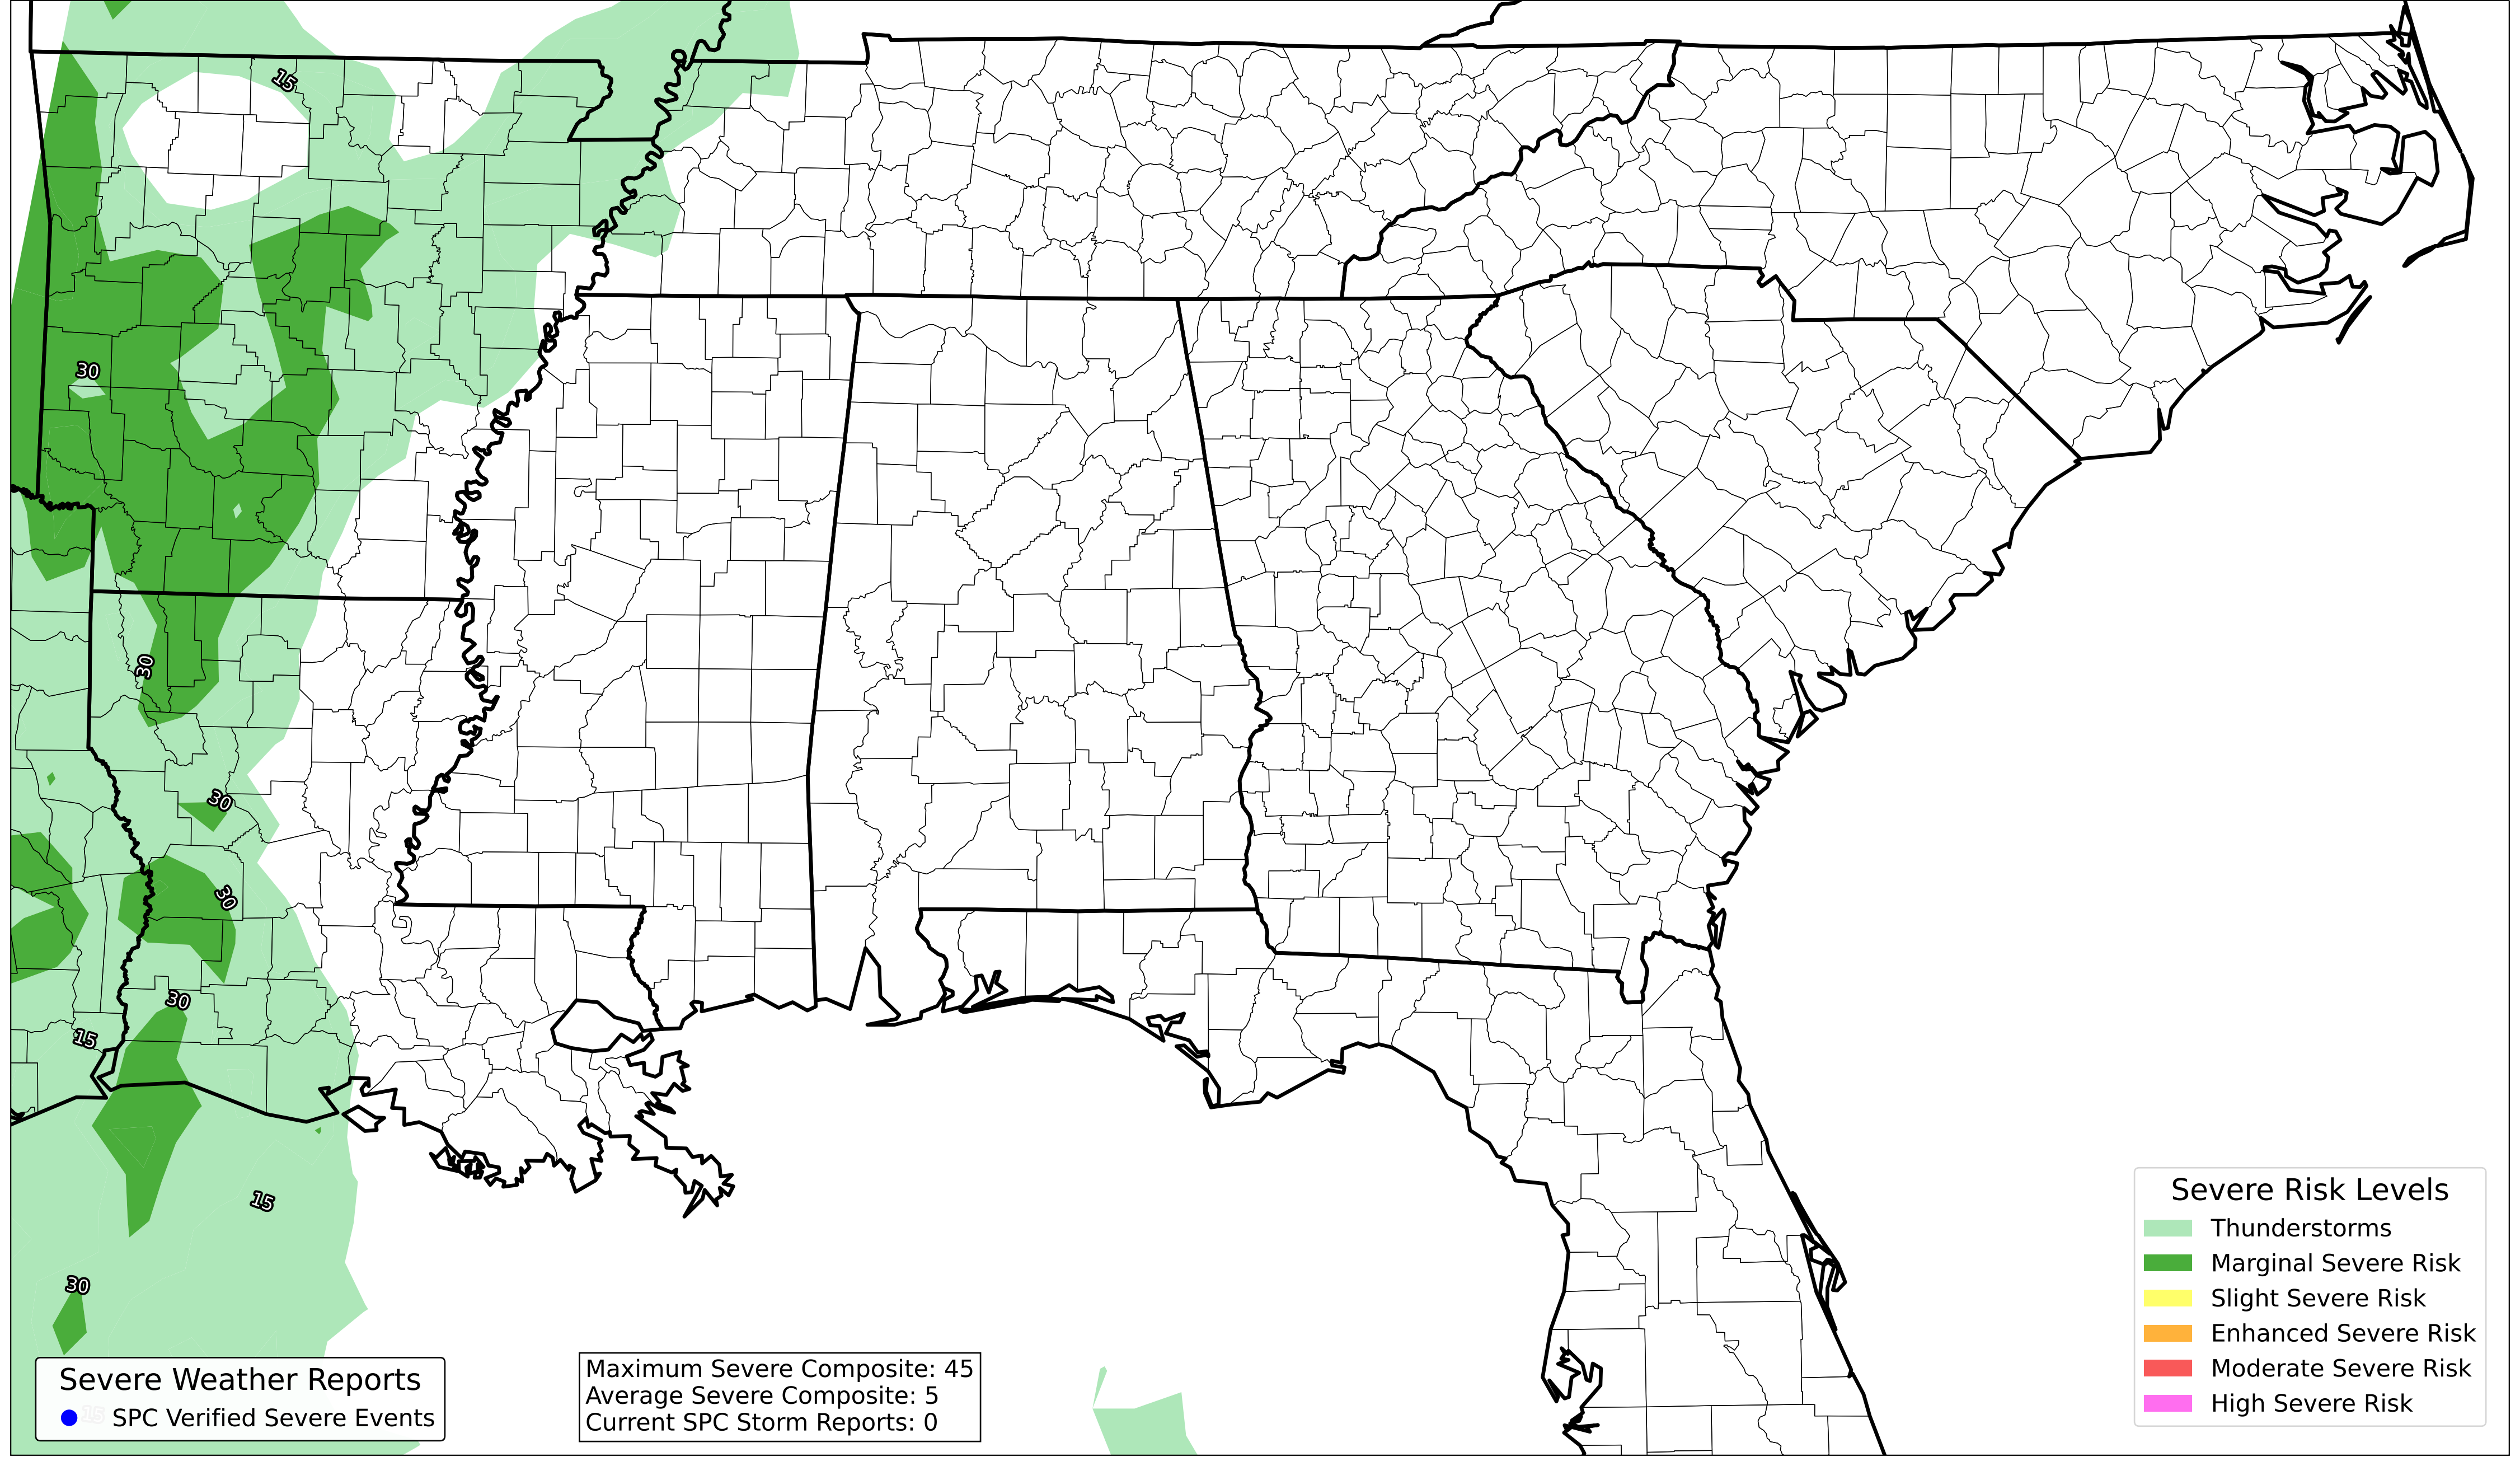 15
30
30
30
30
30
15
15
30
Severe Weather Reports
15
SPC Verified Severe Events
Maximum Severe Composite: 45
Average Severe Composite: 5
Current SPC Storm Reports: 0
Severe Risk Levels
Thunderstorms
Marginal Severe Risk
Slight Severe Risk
Enhanced Severe Risk
Moderate Severe Risk
High Severe Risk